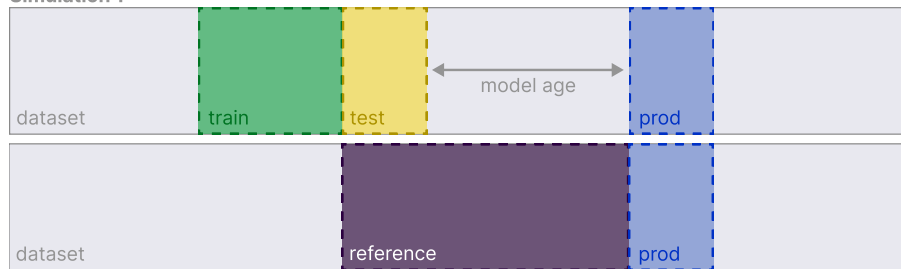 dataset
train
test
model age
prod
dataset
reference
prod